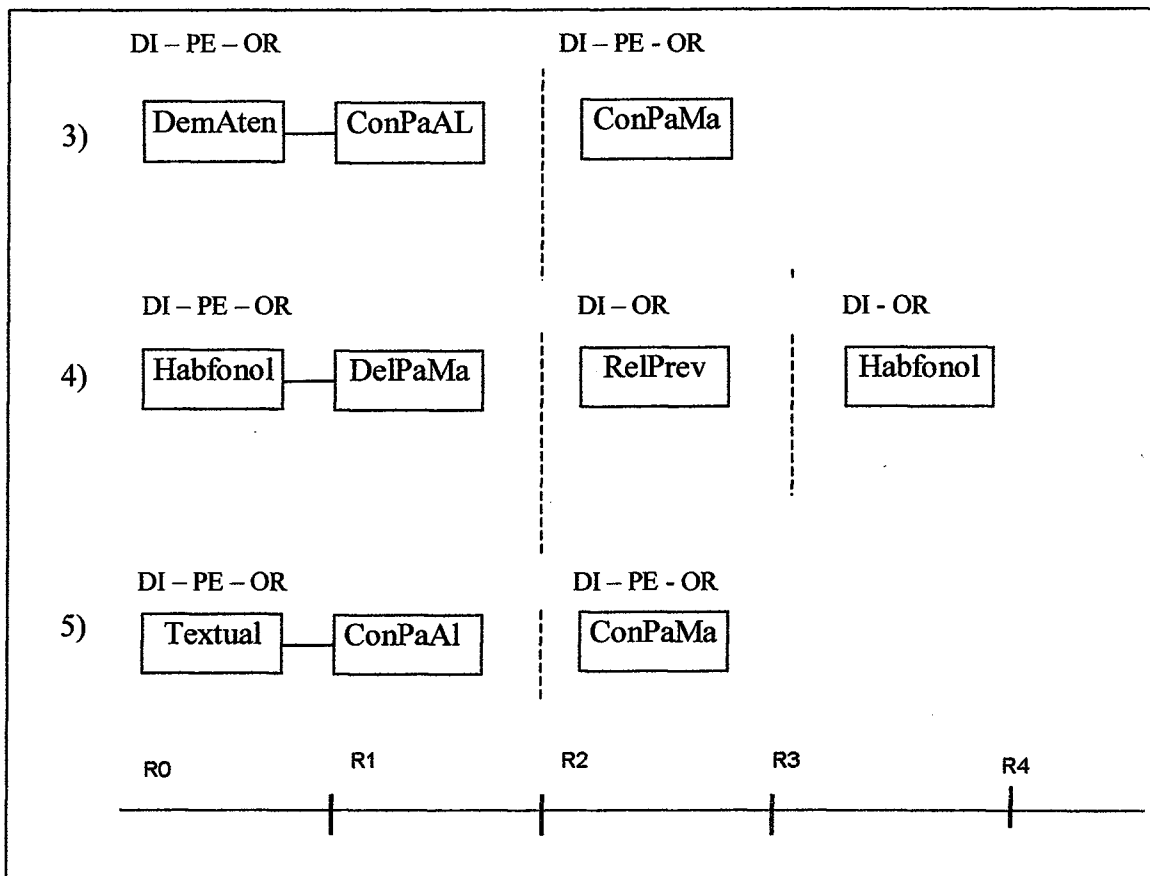 DI – PE – OR DI – PE - OR
3) DemAten ConPaAL ConPaMa
DI – PE – OR DI – OR DI - OR
4) Habfonol DelPaMa RelPrev Habfonol
DI – PE – OR DI – PE - OR
5) Textual ConPaAl ConPaMa
R0 R1 R2 R3 R4